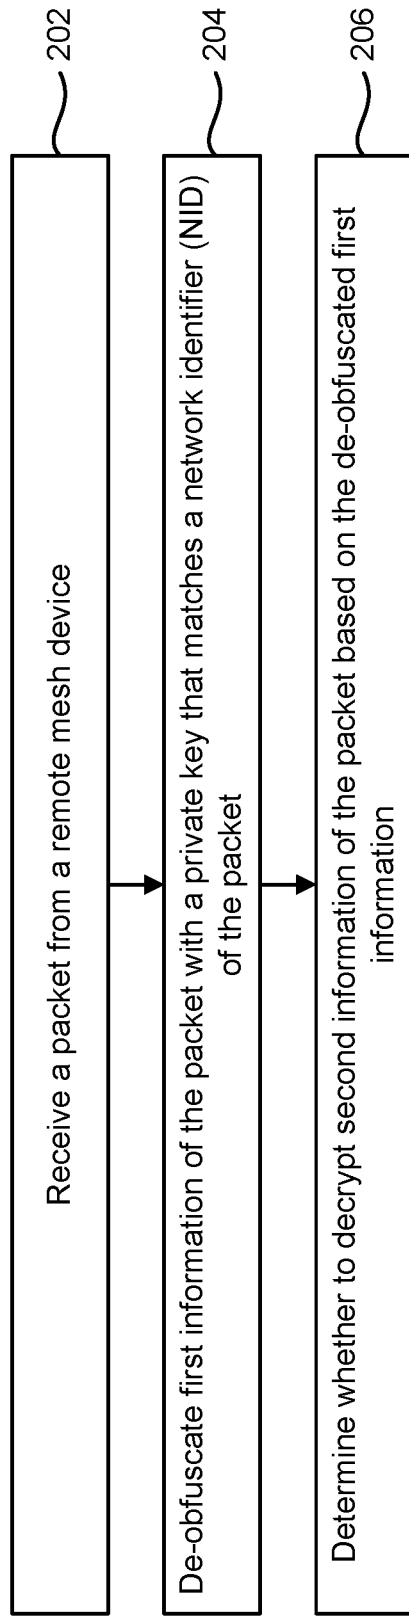 Receive a packet from a remote mesh device
202
De-obfuscate first information of the packet with a private key that matches a network identifier (NID)
of the packet
204
Determine whether to decrypt second information of the packet based on the de-obfuscated first
information
206